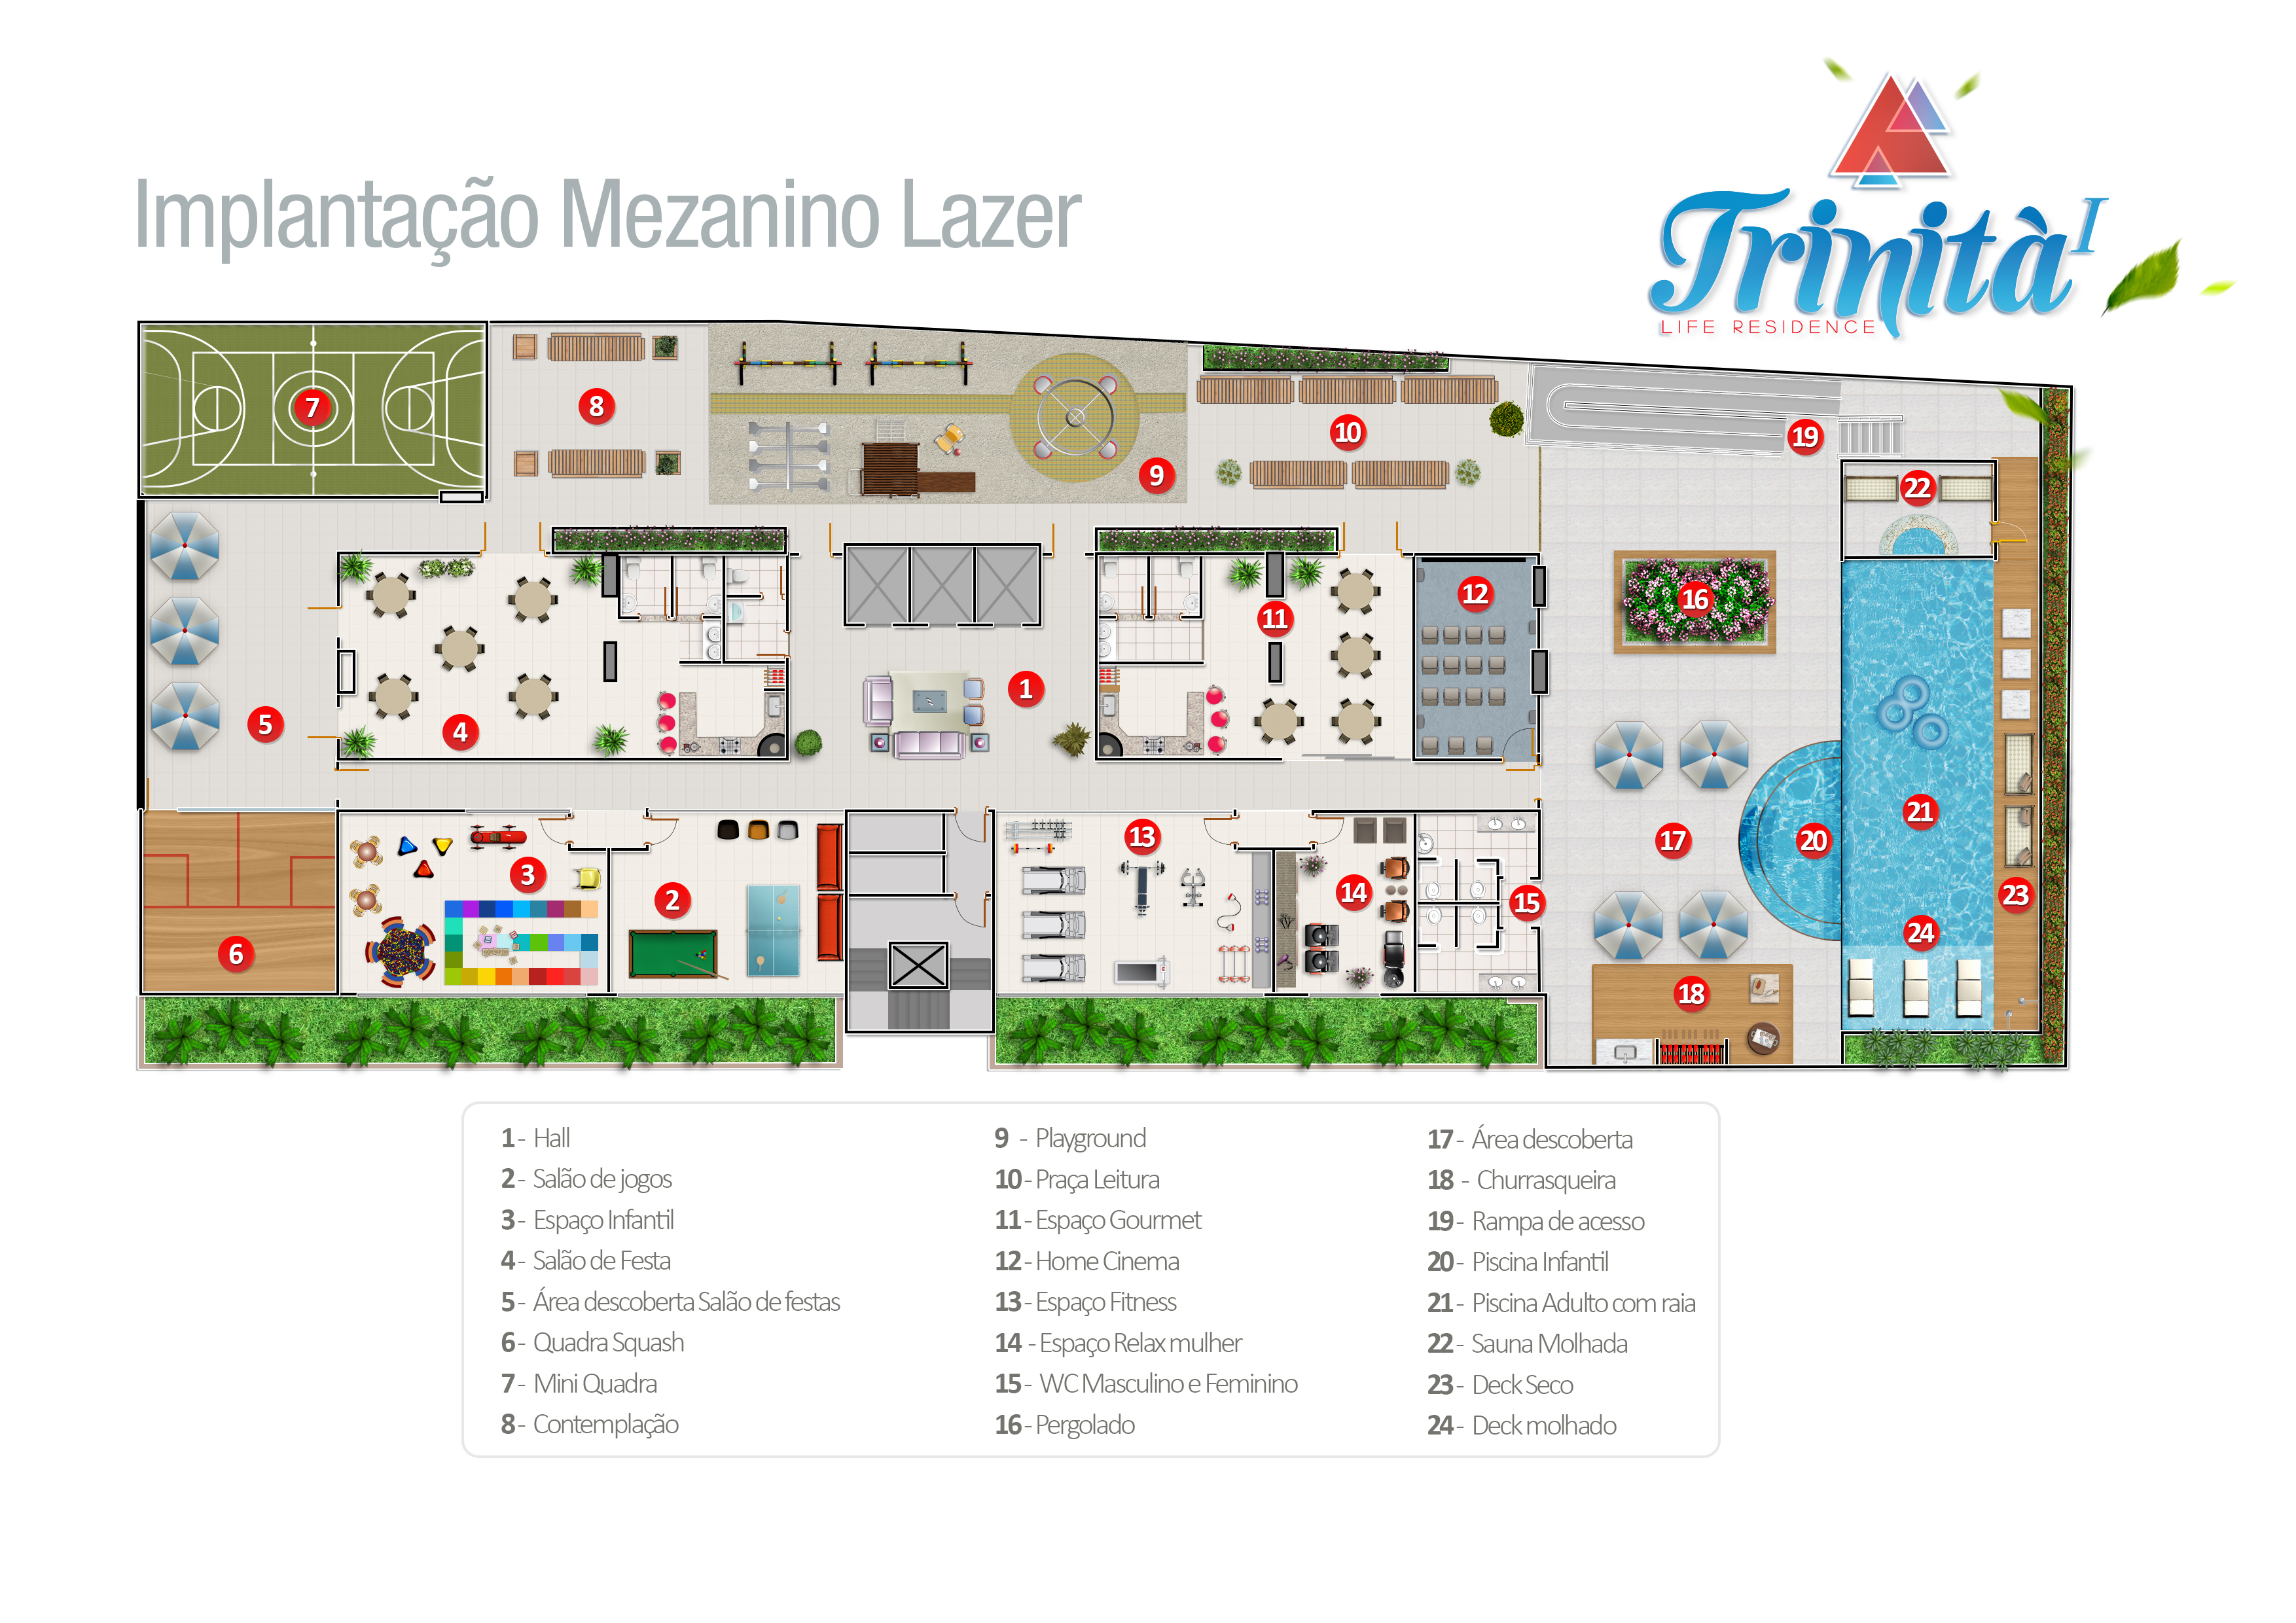 Implantação Mezanino Lazer
Trinità I
LIFE RESIDENCE
7
8
9
10
19
22
16
12
11
1
5
4
21
20
17
13
3
2
14
15
23
24
6
18
1 - Hall
2 - Salão de jogos
3 - Espaço Infantil
4 - Salão de Festa
5 - Área descoberta Salão de festas
6 - Quadra Squash
7 - Mini Quadra
8 - Contemplação
9 - Playground
10 - Praça Leitura
11 - Espaço Gourmet
12 - Home Cinema
13 - Espaço Fitness
14 - Espaço Relax mulher
15 - WC Masculino e Feminino
16 - Pergolado
17 - Área descoberta
18 - Churrasqueira
19 - Rampa de acesso
20 - Piscina Infantil
21 - Piscina Adulto com raia
22 - Sauna Molhada
23 - Deck Seco
24 - Deck molhado